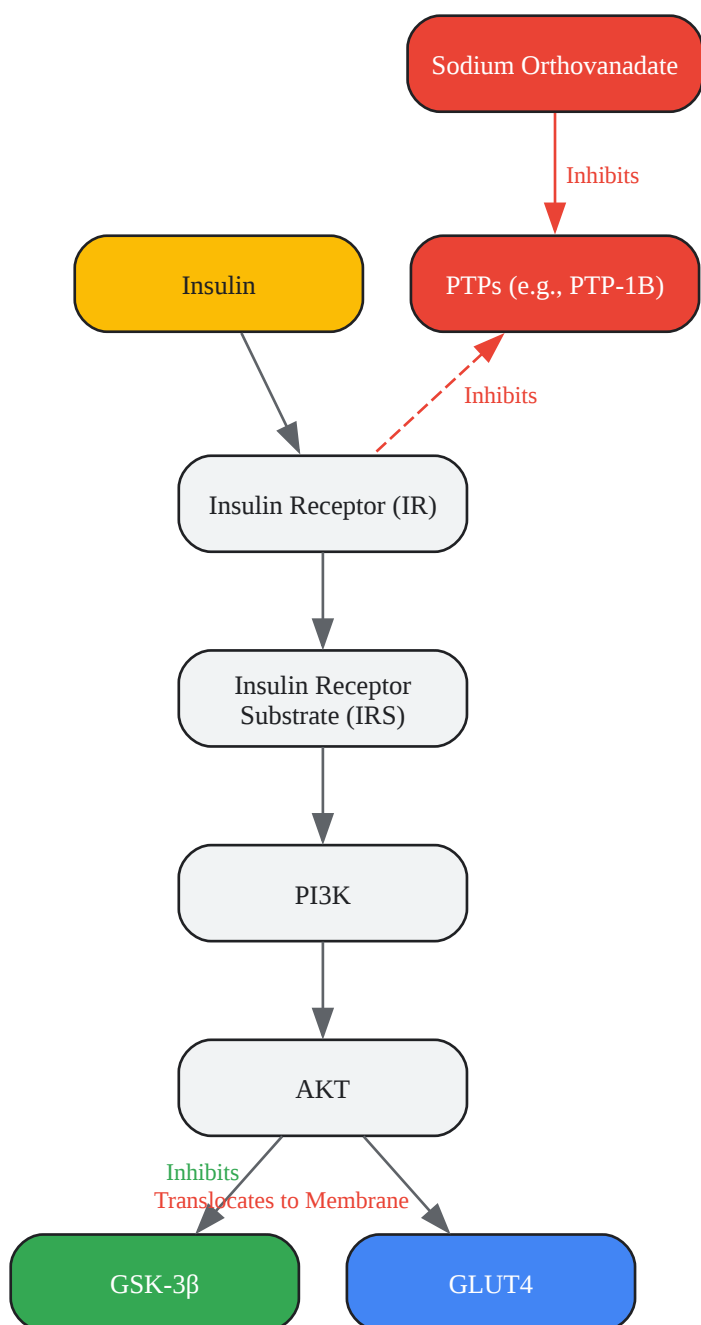 Sodium Orthovanadate
Inhibits
Insulin
PTPs (e.g., PTP-1B)
Inhibits
Insulin Receptor (IR)
Insulin Receptor
Substrate (IRS)
PI3K
AKT
Inhibits
Translocates to Membrane
GSK-3β
GLUT4